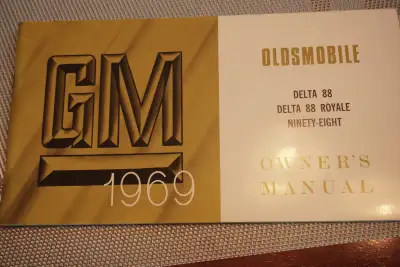 GM
1969
OLDSMOBILE
DELTA 88
DELTA 88 ROYALE
NINETY-EIGHT
OWNER'S
MANUAL